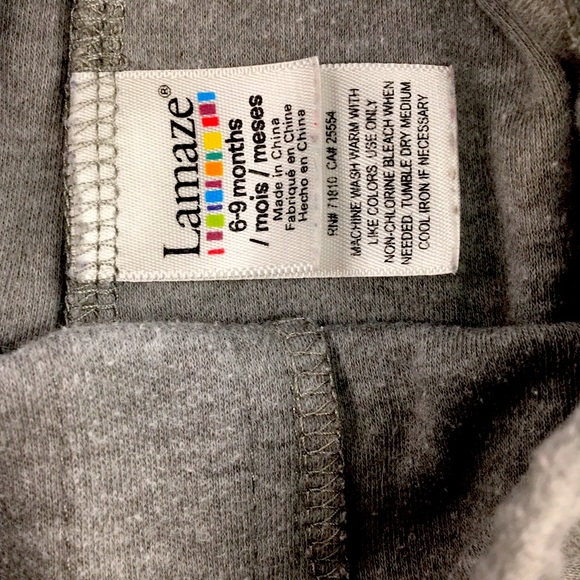 Lamaze®
6-9 months
/ mois / meses
Made in China
Fabriqué en Chine
Hecho en China
RN# 71810 CA# 25554
MACHINE WASH WARM WITH
LIKE COLORS. USE ONLY
NON-CHLORINE BLEACH WHEN
NEEDED. TUMBLE DRY MEDIUM
COOL IRON IF NECESSARY